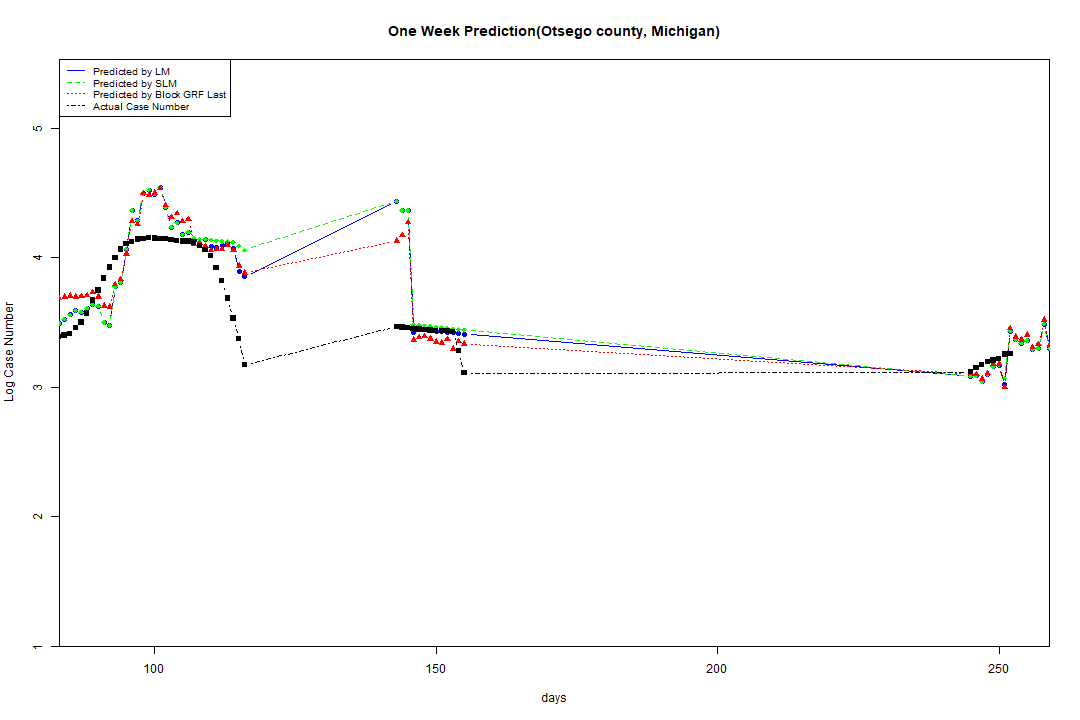 One Week Prediction(Otsego county, Michigan)
Predicted by LM
Predicted by SLM
Predicted by Block GRF Last
Actual Case Number
5
4
3
2
1
Log Case Number
100 150 200 250
days